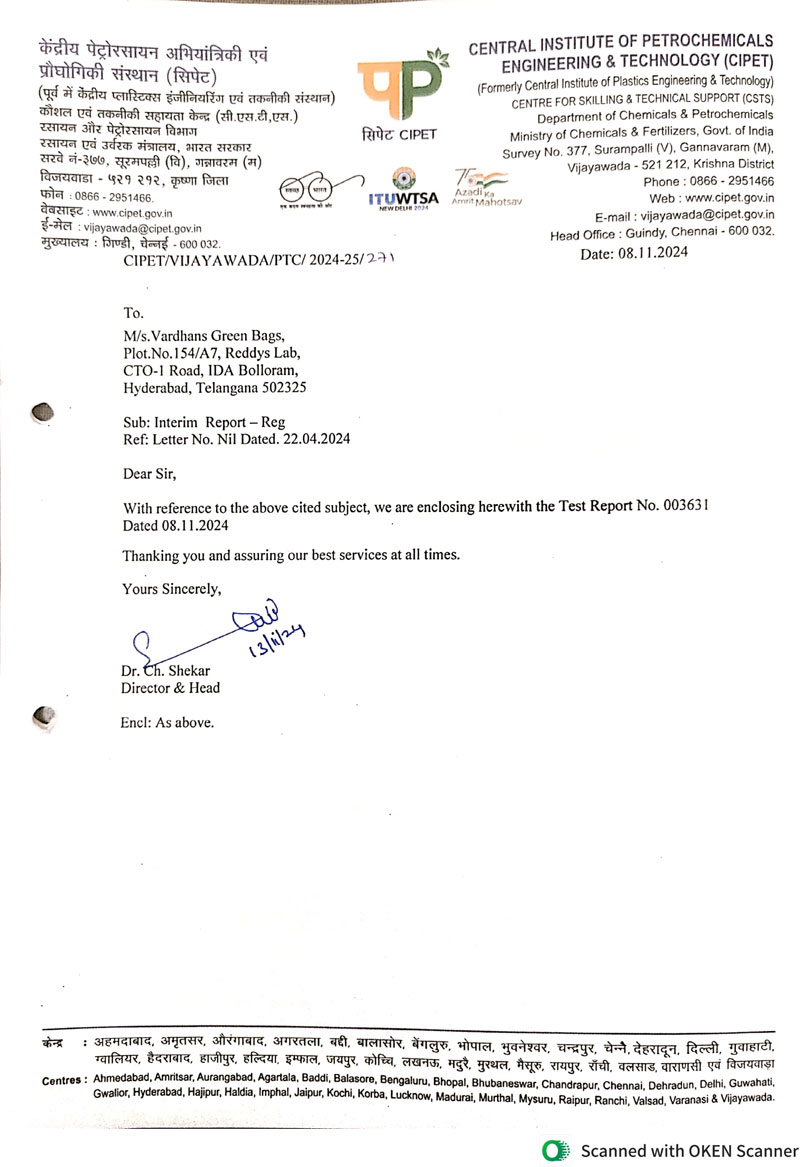 केंद्रीय पेट्रोरसायन अभियांत्रिकी एवं
प्रौघोगिकी संस्थान (सिपेट)
(पूर्व में केंद्रीय प्लास्टिक्स इंजीनियरिंग एवं तकनीकी संस्थान)
कौशल एवं तकनीकी सहायता केन्द्र (सी.एस.टी,एस.)
रसायन और पेट्रोरसायन विभाग
रसायन एवं उर्वरक मंत्रालय, भारत सरकार
सरवे नं-३७७, सूरमपल्ली (वि), गन्नावरम (म)
विजयवाडा - ५२१ २१२, कृष्णा जिला
फोन : 0866 - 2951466.
वेबसाइट : www.cipet.gov.in
ई-मेल : vijayawada@cipet.gov.in
मुख्यालय : गिण्डी, चेन्नई - 600 032.
सिपेट CIPET
स्वच्छ भारत
एक कदम स्वच्छता की ओर
ITUWTSA
NEW DELHI 2024
Azadi Ka
Amrit Mahotsav
CENTRAL INSTITUTE OF PETROCHEMICALS
ENGINEERING & TECHNOLOGY (CIPET)
(Formerly Central Institute of Plastics Engineering & Technology)
CENTRE FOR SKILLING & TECHNICAL SUPPORT (CSTS)
Department of Chemicals & Petrochemicals
Ministry of Chemicals & Fertilizers, Govt. of India
Survey No. 377, Surampalli (V), Gannavaram (M),
Vijayawada - 521 212, Krishna District
Phone : 0866 - 2951466
Web : www.cipet.gov.in
E-mail : vijayawada@cipet.gov.in
Head Office : Guindy, Chennai - 600 032.
CIPET/VIJAYAWADA/PTC/ 2024-25/271
Date: 08.11.2024
To.
M/s.Vardhans Green Bags,
Plot.No.154/A7, Reddys Lab,
CTO-1 Road, IDA Bolloram,
Hyderabad, Telangana 502325
Sub: Interim Report – Reg
Ref: Letter No. Nil Dated. 22.04.2024
Dear Sir,
With reference to the above cited subject, we are enclosing herewith the Test Report No. 003631
Dated 08.11.2024
Thanking you and assuring our best services at all times.
Yours Sincerely,
13/11/24
Dr. Ch. Shekar
Director & Head
Encl: As above.
केन्द्र : अहमदाबाद, अमृतसर, औरंगाबाद, अगरतला, बद्दी, बालासोर, बेंगलुरु, भोपाल, भुवनेश्वर, चन्द्रपुर, चेन्नै, देहरादून, दिल्ली, गुवाहाटी,
ग्वालियर, हैदराबाद, हाजीपुर, हल्दिया, इम्फाल, जयपुर, कोच्चि, लखनऊ, मदुरै, मुरथल, मैसूरू, रायपुर, राँची, वलसाड, वाराणसी एवं विजयवाड़ा
Centres : Ahmedabad, Amritsar, Aurangabad, Agartala, Baddi, Balasore, Bengaluru, Bhopal, Bhubaneswar, Chandrapur, Chennai, Dehradun, Delhi, Guwahati,
Gwalior, Hyderabad, Hajipur, Haldia, Imphal, Jaipur, Kochi, Korba, Lucknow, Madurai, Murthal, Mysuru, Raipur, Ranchi, Valsad, Varanasi & Vijayawada.
Scanned with OKEN Scanner